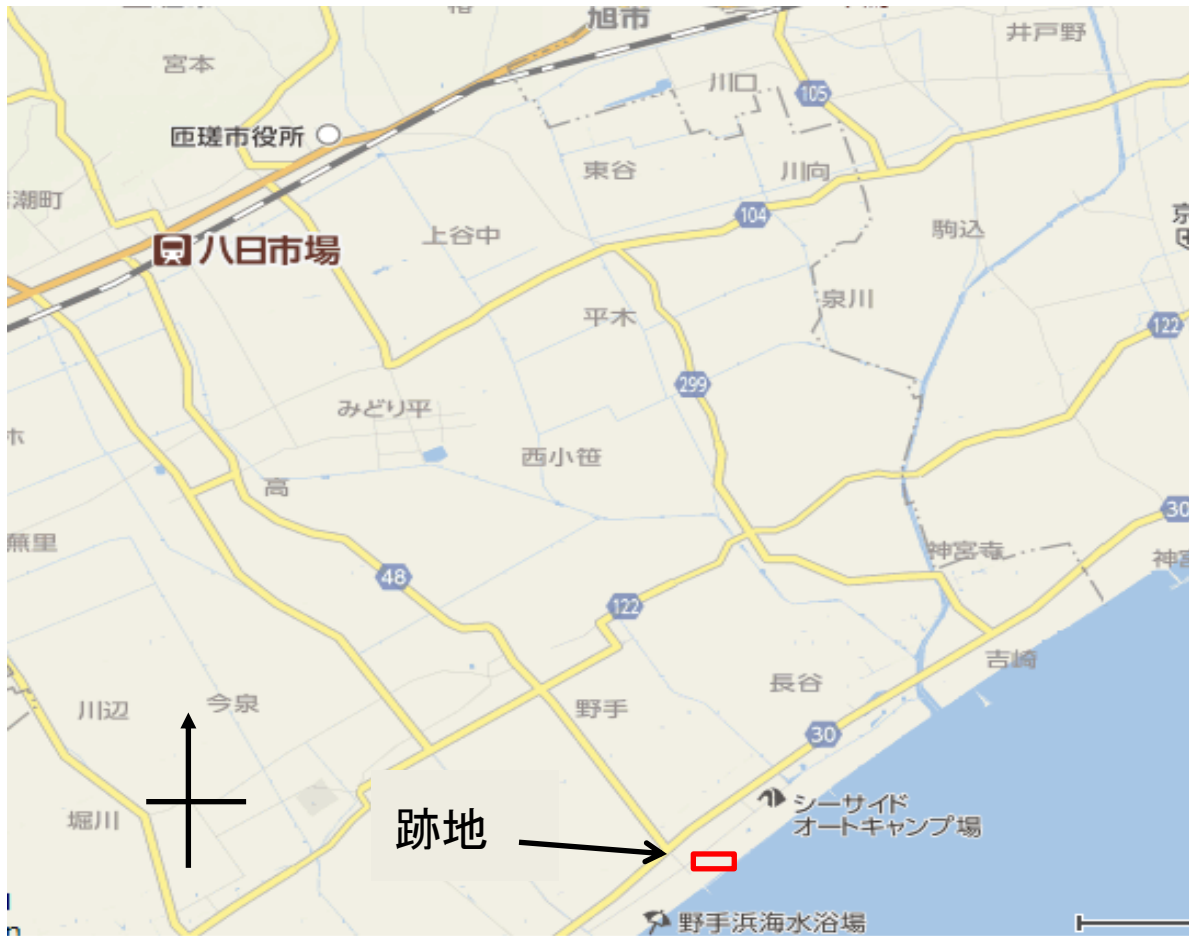 旭市
井戸野
宮本
川口
105
匝瑳市役所
東谷
川向
潮町
104
駒込
上谷中
八日市場
泉川
平木
122
299
みどり平
西小笹
高
30
神宮寺
48
122
吉崎
長谷
今泉
川辺
野手
30
シーサイド
オートキャンプ場
堀川
跡地
野手浜海水浴場